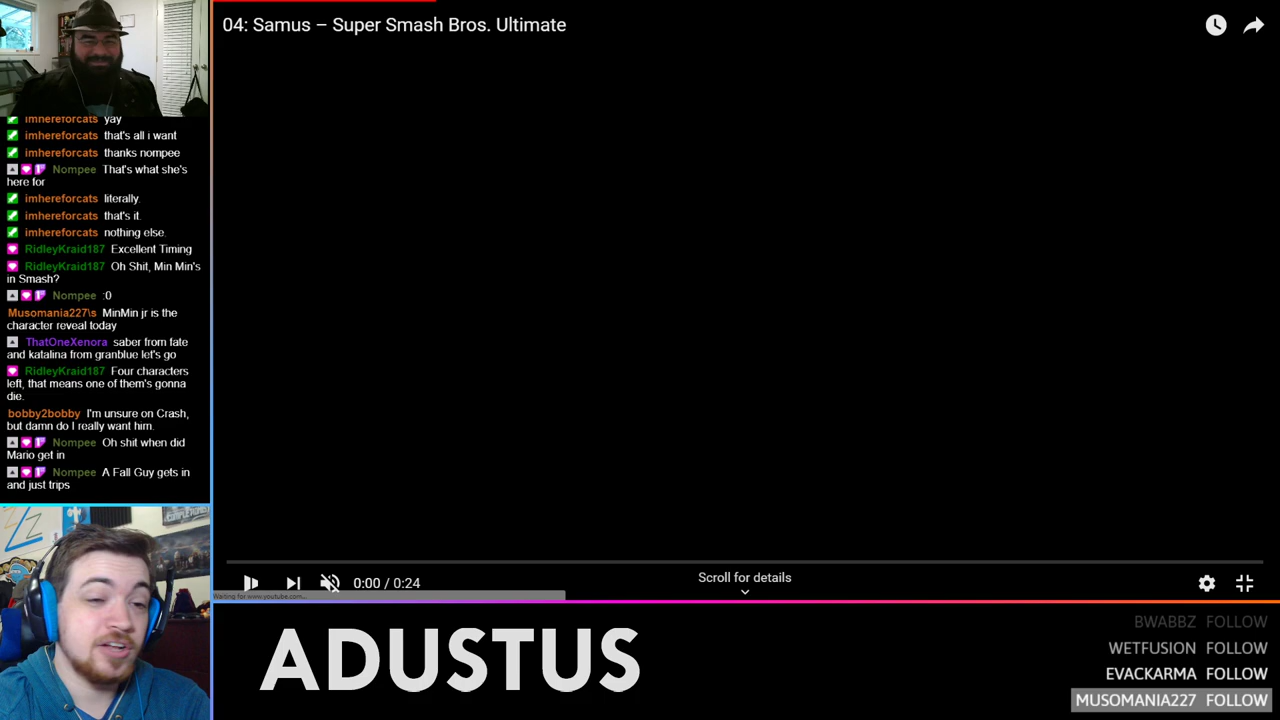 04: Samus – Super Smash Bros. Ultimate
imhereforcats yay
imhereforcats that's all i want
imhereforcats thanks nompee
Nompee That's what she's
here for
imhereforcats literally.
imhereforcats that's it.
imhereforcats nothing else.
RidleyKraid187 Excellent Timing
RidleyKraid187 Oh Shit, Min Min's
in Smash?
Nompee :0
Musomania227\s MinMin jr is the
character reveal today
ThatOneXenora saber from fate
and katalina from granblue let's go
RidleyKraid187 Four characters
left, that means one of them's gonna
die.
bobby2bobby I'm unsure on Crash,
but damn do I really want him.
Nompee Oh shit when did
Mario get in
Nompee A Fall Guy gets in
and just trips
0:00 / 0:24
Scroll for details
Waiting for www.youtube.com...
ADUSTUS
BWABBZ FOLLOW
WETFUSION FOLLOW
EVACKARMA FOLLOW
MUSOMANIA227 FOLLOW